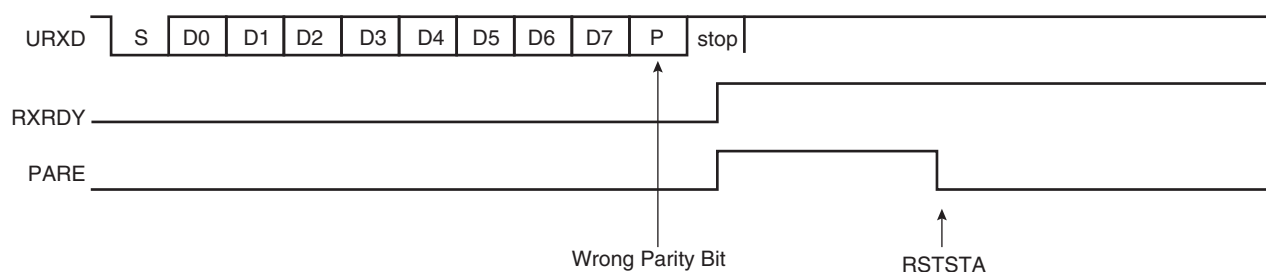 URXD S D0 D1 D2 D3 D4 D5 D6 D7 P stop
RXRDY
PARE
Wrong Parity Bit RSTSTA